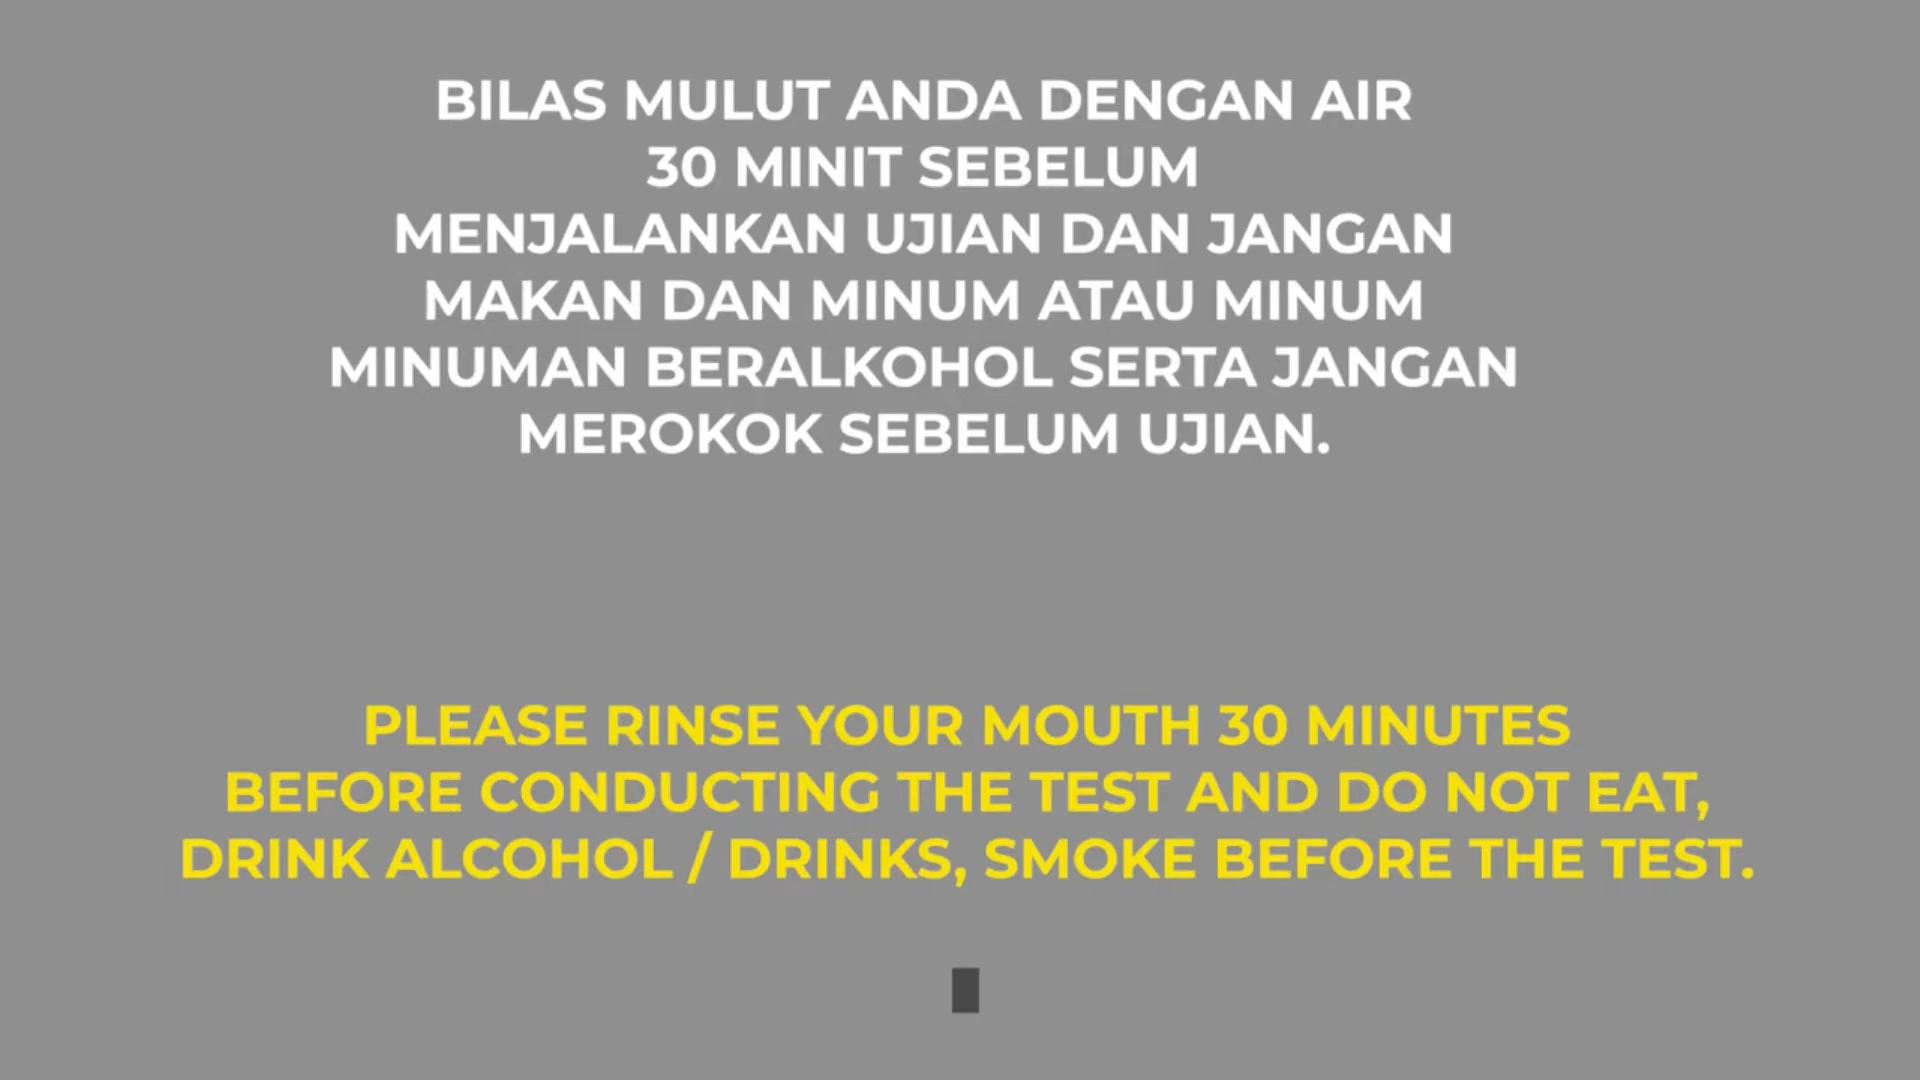 BILAS MULUT ANDA DENGAN AIR
30 MINIT SEBELUM
MENJALANKAN UJIAN DAN JANGAN
MAKAN DAN MINUM ATAU MINUM
MINUMAN BERALKOHOL SERTA JANGAN
MEROKOK SEBELUM UJIAN.
PLEASE RINSE YOUR MOUTH 30 MINUTES
BEFORE CONDUCTING THE TEST AND DO NOT EAT,
DRINK ALCOHOL / DRINKS, SMOKE BEFORE THE TEST.